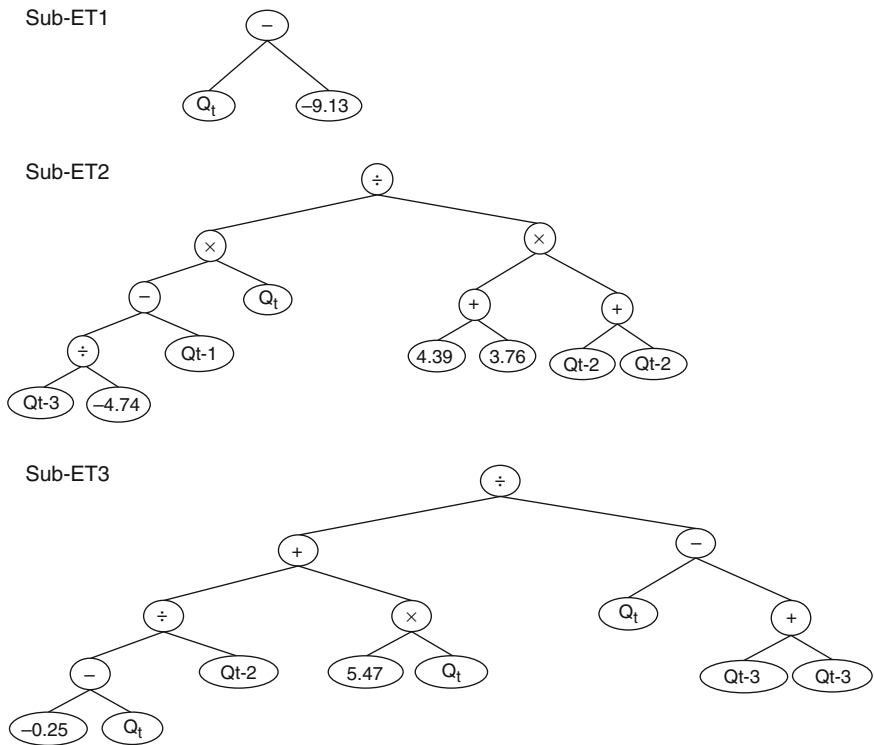 Sub-ET1
−
Qt −9.13
Sub-ET2
÷
× ×
− Qt + +
÷ Qt-1 4.39 3.76 Qt-2 Qt-2
Qt-3 −4.74
Sub-ET3
÷
+ −
÷ × Qt +
− Qt-2 5.47 Qt Qt-3 Qt-3
−0.25 Qt